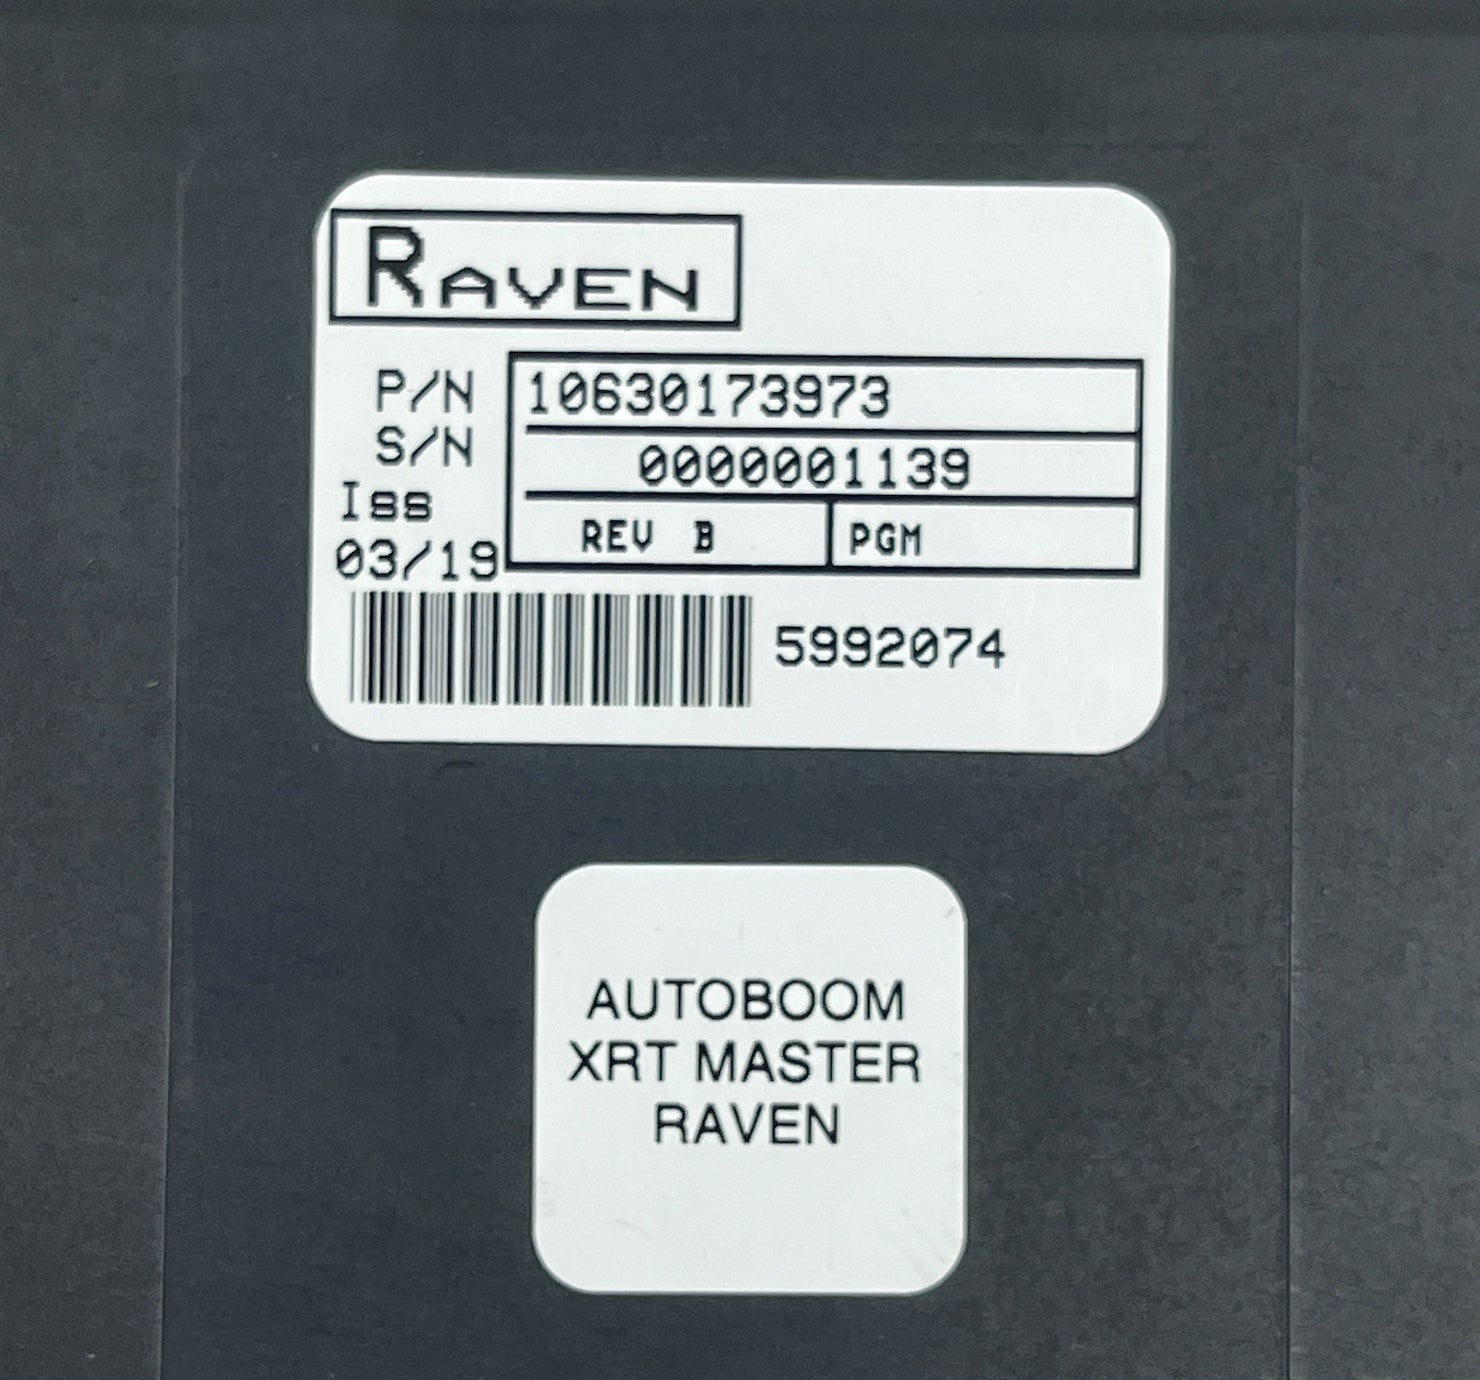 RAVEN
P/N 10630173973
S/N 0000001139
Iss
03/19 REV B PGM
5992074
AUTOBOOM
XRT MASTER
RAVEN